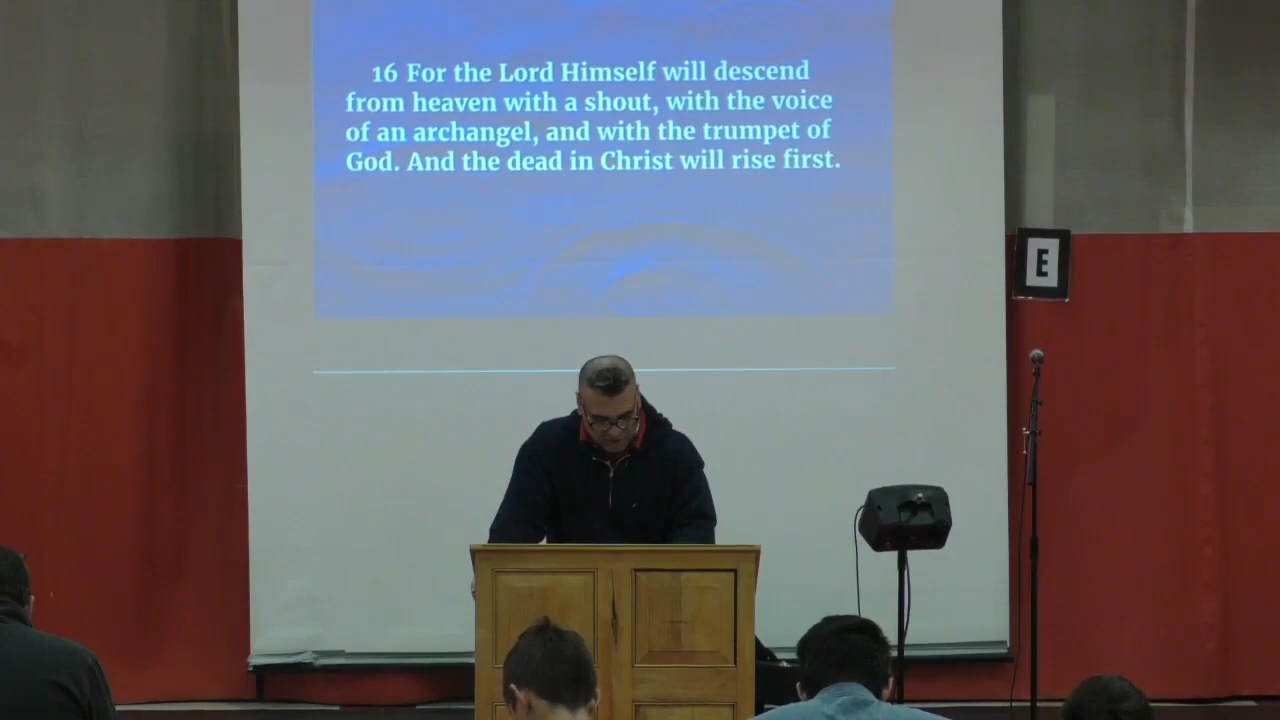 16 For the Lord Himself will descend
from heaven with a shout, with the voice
of an archangel, and with the trumpet of
God. And the dead in Christ will rise first.
E